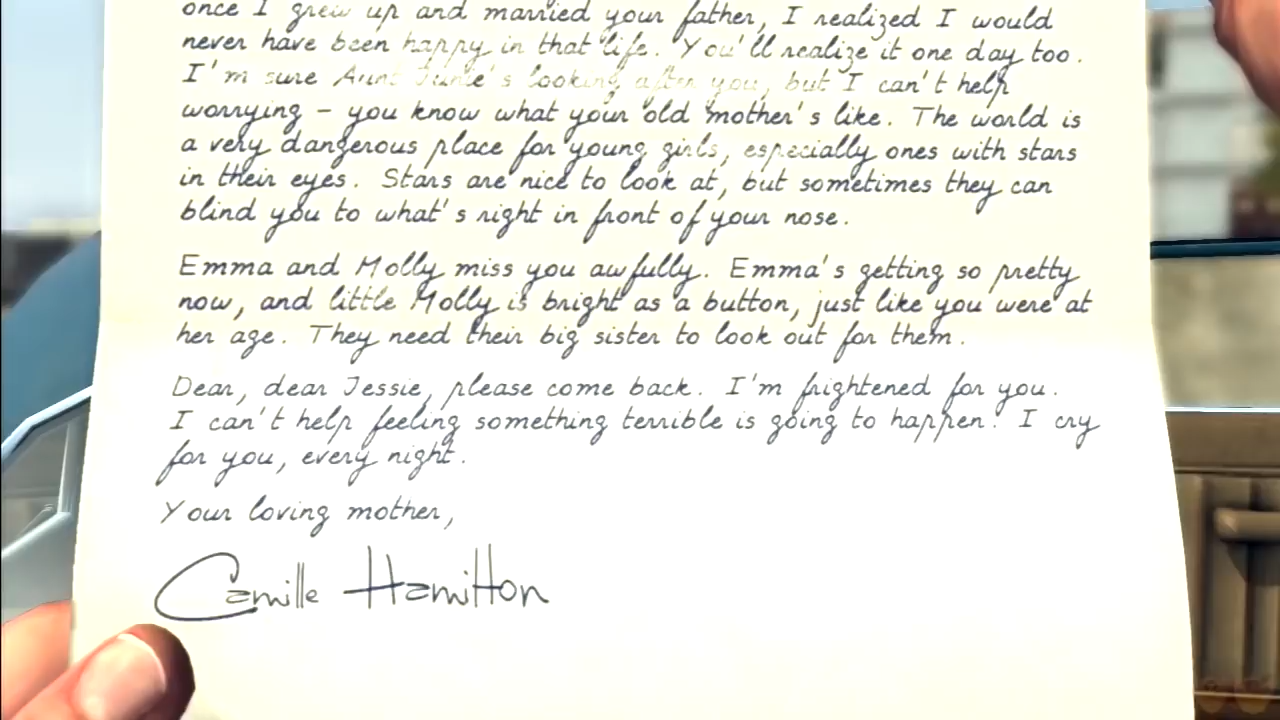 once I grew up and married your father, I realized I would
never have been happy in that life. You'll realize it one day too.
I'm sure Aunt Junie's looking after you, but I can't help
worrying – you know what your old mother's like. The world is
a very dangerous place for young girls, especially ones with stars
in their eyes. Stars are nice to look at, but sometimes they can
blind you to what's right in front of your nose.
Emma and Molly miss you awfully. Emma's getting so pretty
now, and little Molly is bright as a button, just like you were at
her age. They need their big sister to look out for them.
Dear, dear Jessie, please come back. I'm frightened for you.
I can't help feeling something terrible is going to happen. I cry
for you, every night.
Your loving mother,
Camille Hamilton